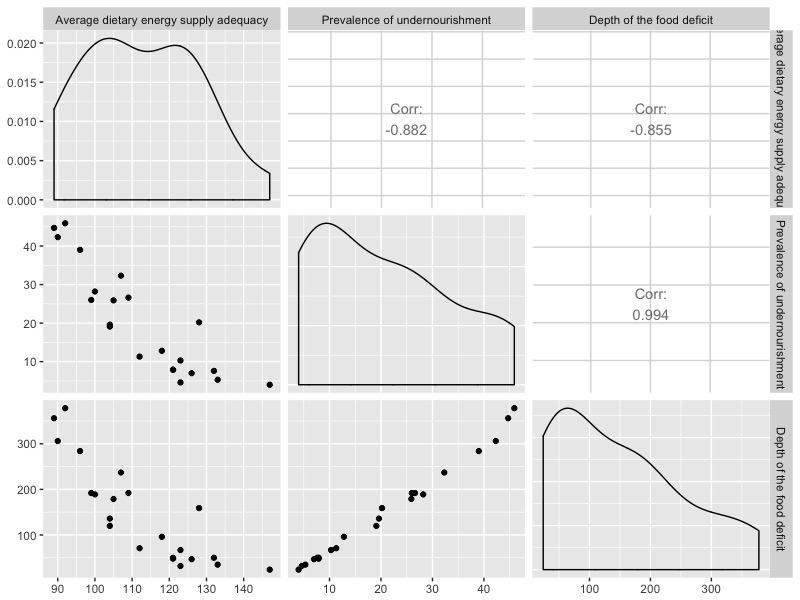 Average dietary energy supply adequacy
Prevalence of undernourishment
Depth of the food deficit
0.020
0.015
0.010
0.005
0.000
Corr:
-0.882
Corr:
-0.855
erage dietary energy supply adequ
40
30
20
10
Corr:
0.994
Prevalence of undernourishment
300
200
100
Depth of the food deficit
90 100 110 120 130 140
10 20 30 40
100 200 300